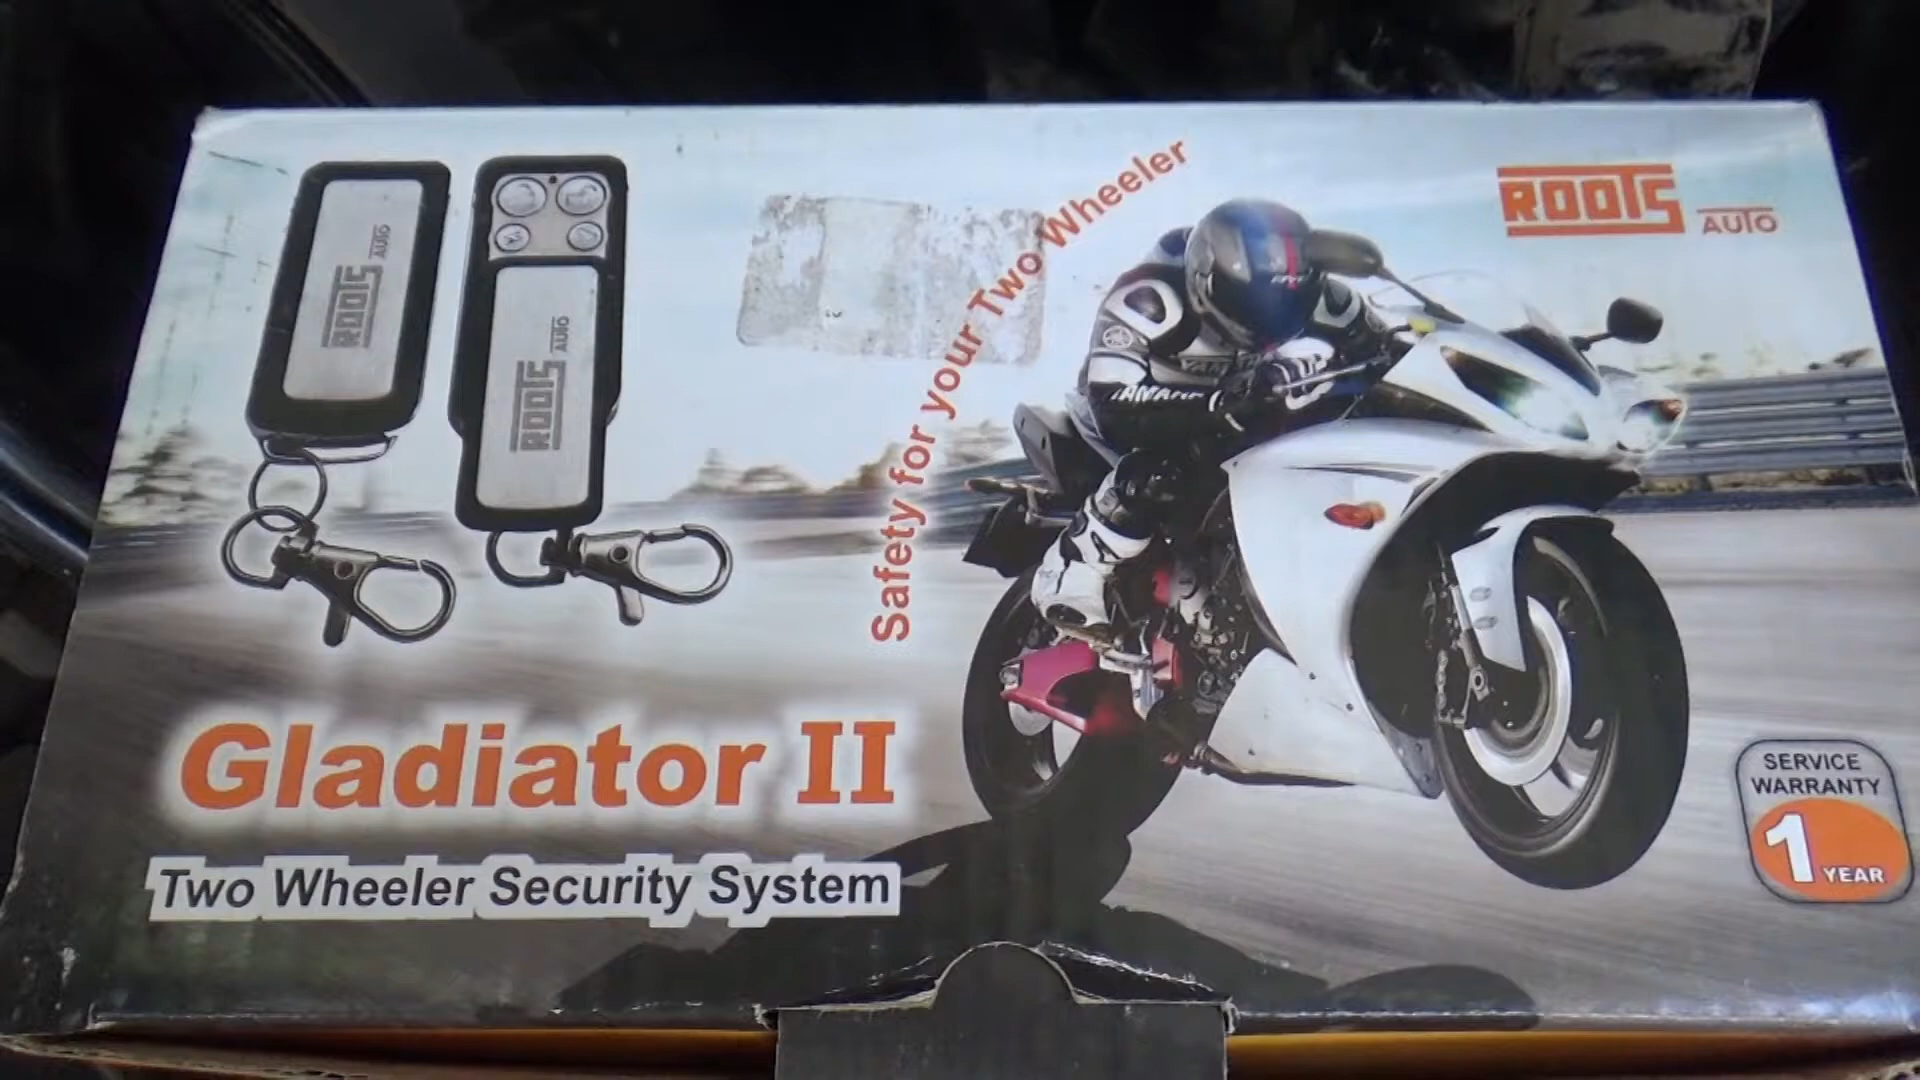 ROOTS AUTO
ROOTS AUTO
Safety for your Two Wheeler
ROOTS AUTO
YAMAHA
Gladiator II
Two Wheeler Security System
SERVICE
WARRANTY
1 YEAR